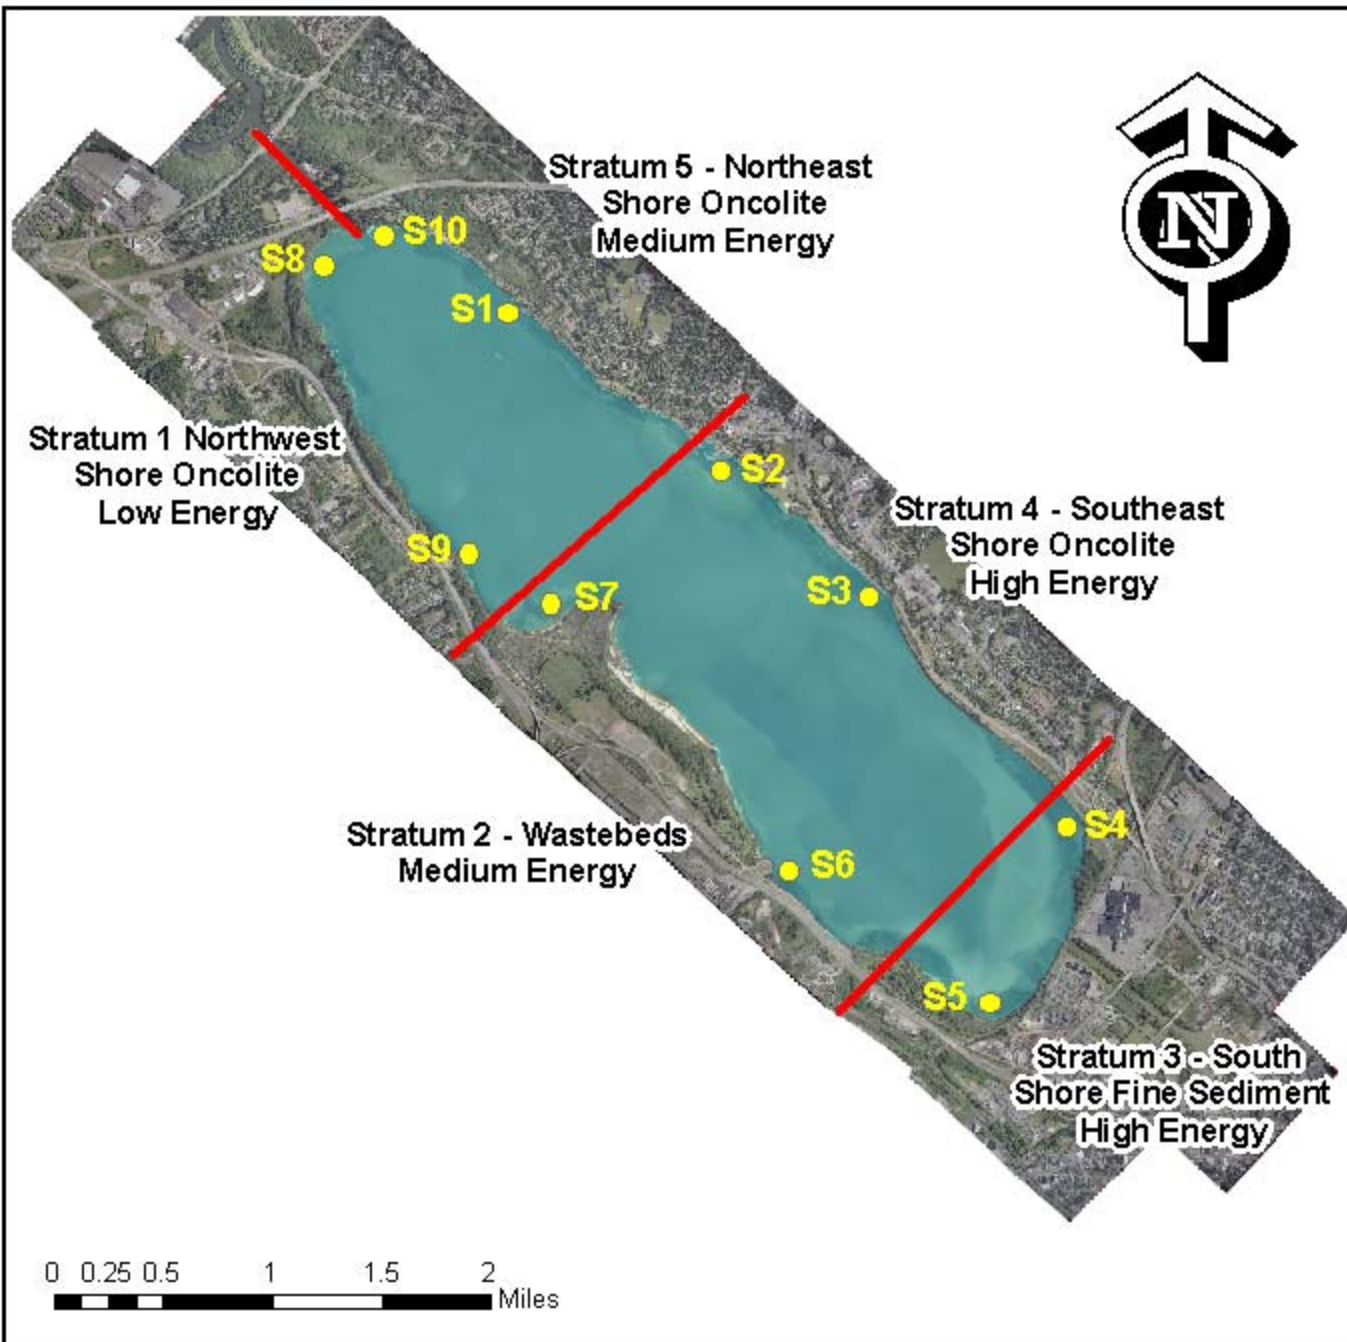 Stratum 5 - Northeast
Shore Oncolite
Medium Energy
N
S10
S8
S1
Stratum 1 Northwest
Shore Oncolite
Low Energy
S2
Stratum 4 - Southeast
Shore Oncolite
High Energy
S9
S7
S3
Stratum 2 - Wastebeds
Medium Energy
S4
S6
S5
Stratum 3 - South
Shore Fine Sediment
High Energy
0 0.25 0.5 1 1.5 2
Miles